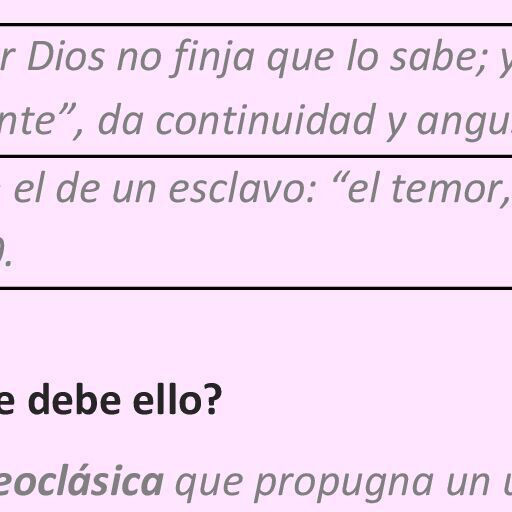 r Dios no finja que lo sabe; y
nte”, da continuidad y angus
el de un esclavo: “el temor,
).
e debe ello?
eoclásica que propugna un u